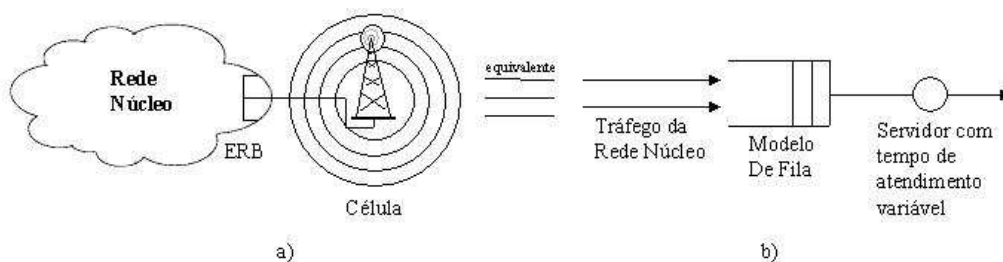 Rede
Núcleo
ERB
Célula
a)
equivalente
Tráfego da
Rede Núcleo
Modelo
De Fila
Servidor com
tempo de
atendimento
variável
b)